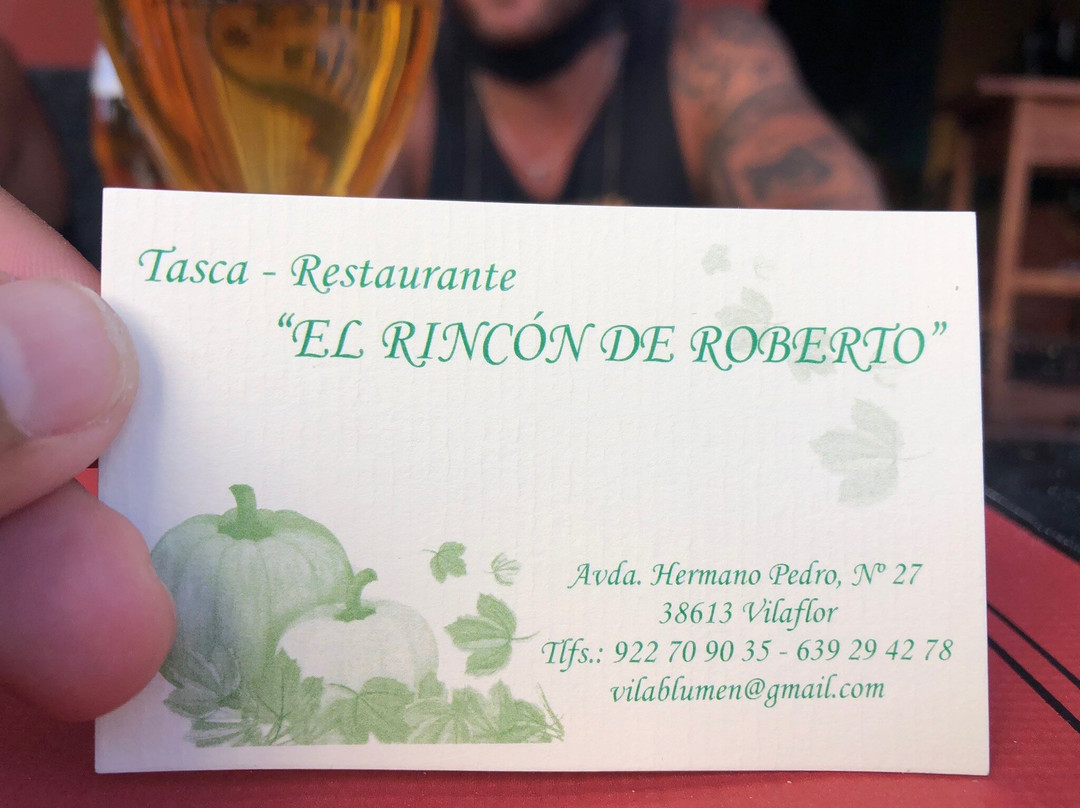 Tasca - Restaurante
"EL RINCÓN DE ROBERTO"
Avda. Hermano Pedro, Nº 27
38613 Vilaflor
Tlfs.: 922 70 90 35 - 639 29 42 78
vilablumen@gmail.com